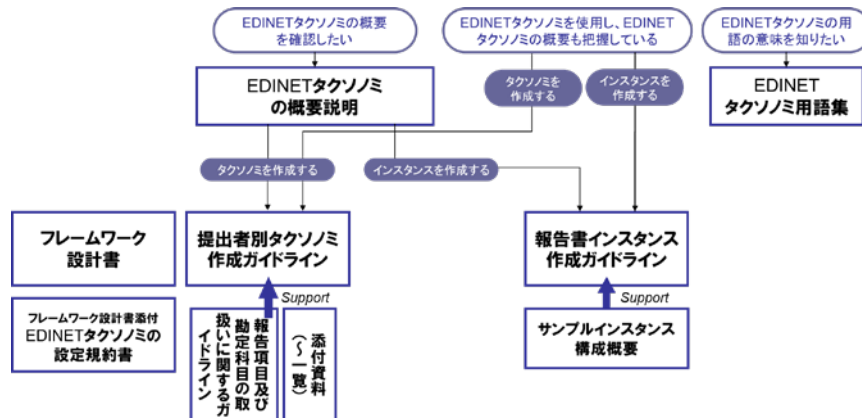 EDINETタクソノミの概要
を確認したい
EDINETタクソノミを使用し、EDINET
タクソノミの概要も把握している
EDINETタクソノミの用
語の意味を知りたい
EDINETタクソノミ
の概要説明
タクソノミを
作成する
インスタンスを
作成する
EDINET
タクソノミ用語集
タクソノミを作成する
インスタンスを作成する
フレームワーク
設計書
提出者別タクソノミ
作成ガイドライン
報告書インスタンス
作成ガイドライン
Support
Support
フレームワーク設計書添付
EDINETタクソノミの
設定規約書
報告項目及び
勘定科目の取
扱いに関するガ
イドライン
添付資料
(～一覧)
サンプルインスタンス
構成概要